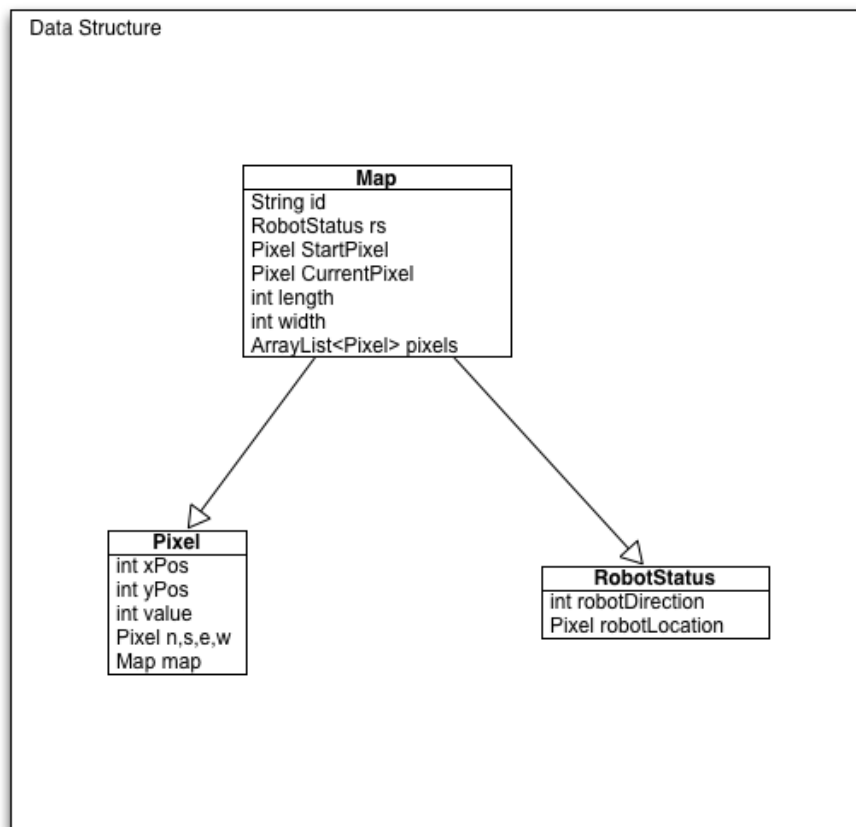 Data Structure
Map
String id
RobotStatus rs
Pixel StartPixel
Pixel CurrentPixel
int length
int width
ArrayList<Pixel> pixels
Pixel
int xPos
int yPos
int value
Pixel n,s,e,w
Map map
RobotStatus
int robotDirection
Pixel robotLocation